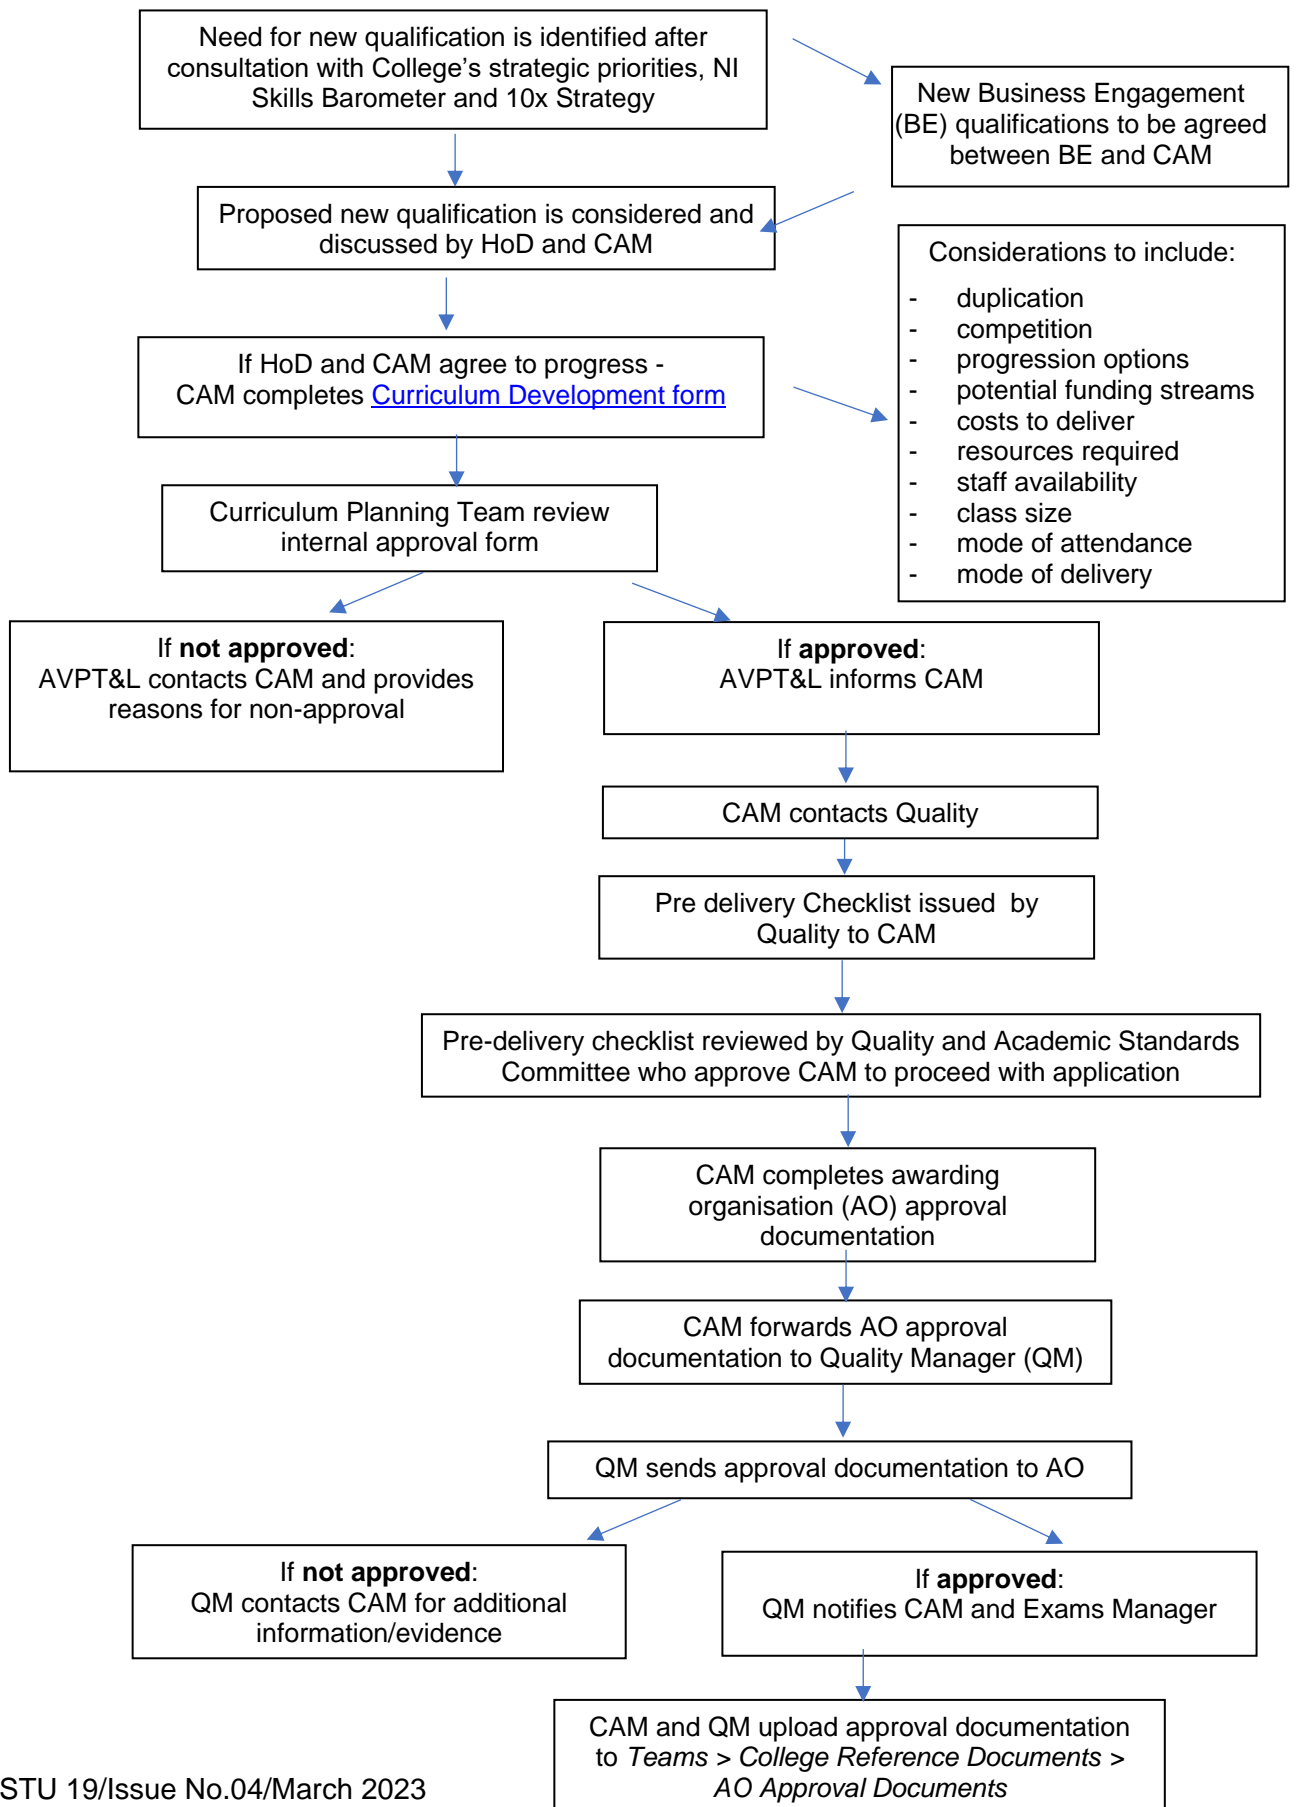 Need for new qualification is identified after
consultation with College’s strategic priorities, NI
Skills Barometer and 10x Strategy
New Business Engagement
(BE) qualifications to be agreed
between BE and CAM
Proposed new qualification is considered and
discussed by HoD and CAM
Considerations to include:
- duplication
- competition
- progression options
- potential funding streams
- costs to deliver
- resources required
- staff availability
- class size
- mode of attendance
- mode of delivery
If HoD and CAM agree to progress -
CAM completes Curriculum Development form
Curriculum Planning Team review
internal approval form
If not approved:
AVPT&L contacts CAM and provides
reasons for non-approval
If approved:
AVPT&L informs CAM
CAM contacts Quality
Pre delivery Checklist issued  by
Quality to CAM
Pre-delivery checklist reviewed by Quality and Academic Standards
Committee who approve CAM to proceed with application
CAM completes awarding
organisation (AO) approval
documentation
CAM forwards AO approval
documentation to Quality Manager (QM)
QM sends approval documentation to AO
If not approved:
QM contacts CAM for additional
information/evidence
If approved:
QM notifies CAM and Exams Manager
CAM and QM upload approval documentation
to Teams > College Reference Documents >
AO Approval Documents
STU 19/Issue No.04/March 2023